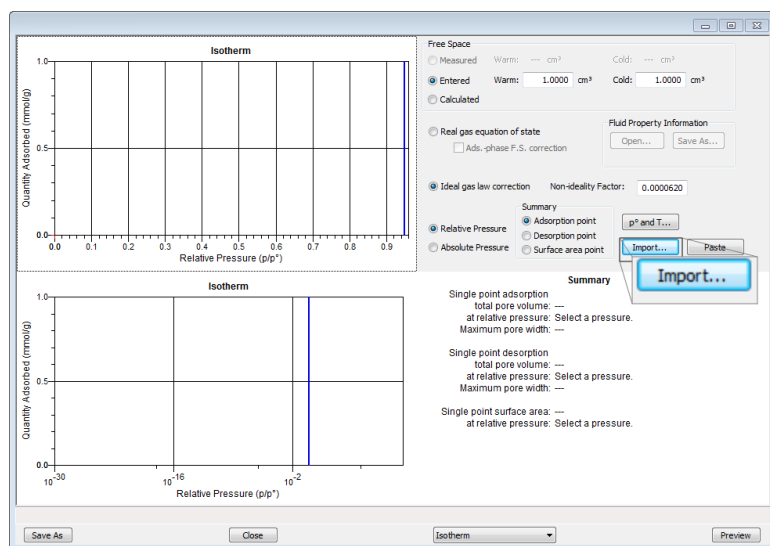 Isotherm
Quantity Adsorbed (mmol/g)
1.0
0.5
0.0
0.0 0.1 0.2 0.3 0.4 0.5 0.6 0.7 0.8 0.9
Relative Pressure (p/p°)
Free Space
Measured Warm: --- cm³ Cold: --- cm³
Entered Warm: 1.0000 cm³ Cold: 1.0000 cm³
Calculated
Real gas equation of state
Ads.-phase F.S. correction
Fluid Property Information
Open... Save As...
Ideal gas law correction Non-ideality Factor: 0.0000620
Relative Pressure
Absolute Pressure
Summary
Adsorption point
Desorption point
Surface area point
p° and T...
Import... Paste
Import...
Isotherm
Quantity Adsorbed (mmol/g)
1.0
0.5
0.0
10-30 10-16 10-2
Relative Pressure (p/p°)
Summary
Single point adsorption
total pore volume: ---
at relative pressure: Select a pressure.
Maximum pore width: ---
Single point desorption
total pore volume: ---
at relative pressure: Select a pressure.
Maximum pore width: ---
Single point surface area: ---
at relative pressure: Select a pressure.
Save As Close Isotherm Preview